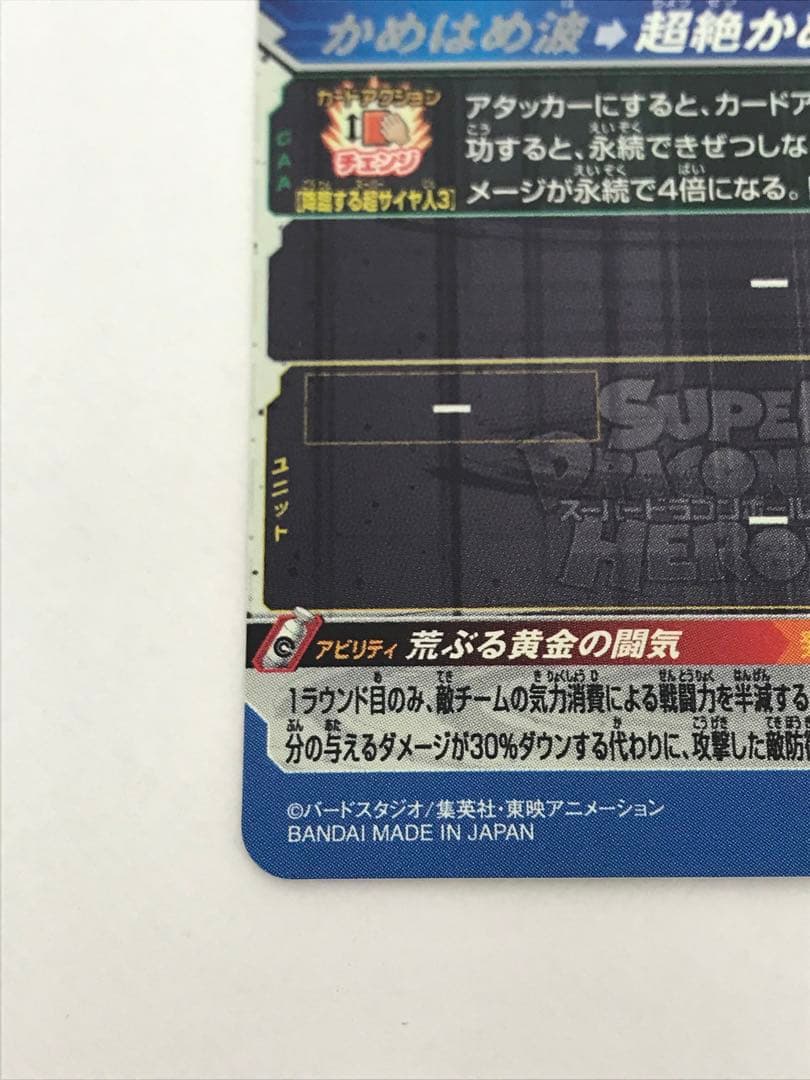 かめはめ波➡超絶かめ
カードアクション
チェンジ
[降臨する超サイヤ人3]
CAA
アタッカーにすると、カードア
功すると、永続できぜつしな
メージが永続で4倍になる。
ー
ユニット
ー
SUPER
DRAGON
スーパードラゴンボール
HERO
ー
アビリティ 荒ぶる黄金の闘気
1ラウンド目のみ、敵チームの気力消費による戦闘力を半減する
分の与えるダメージが30%ダウンする代わりに、攻撃した敵防
©バードスタジオ/集英社・東映アニメーション
BANDAI MADE IN JAPAN